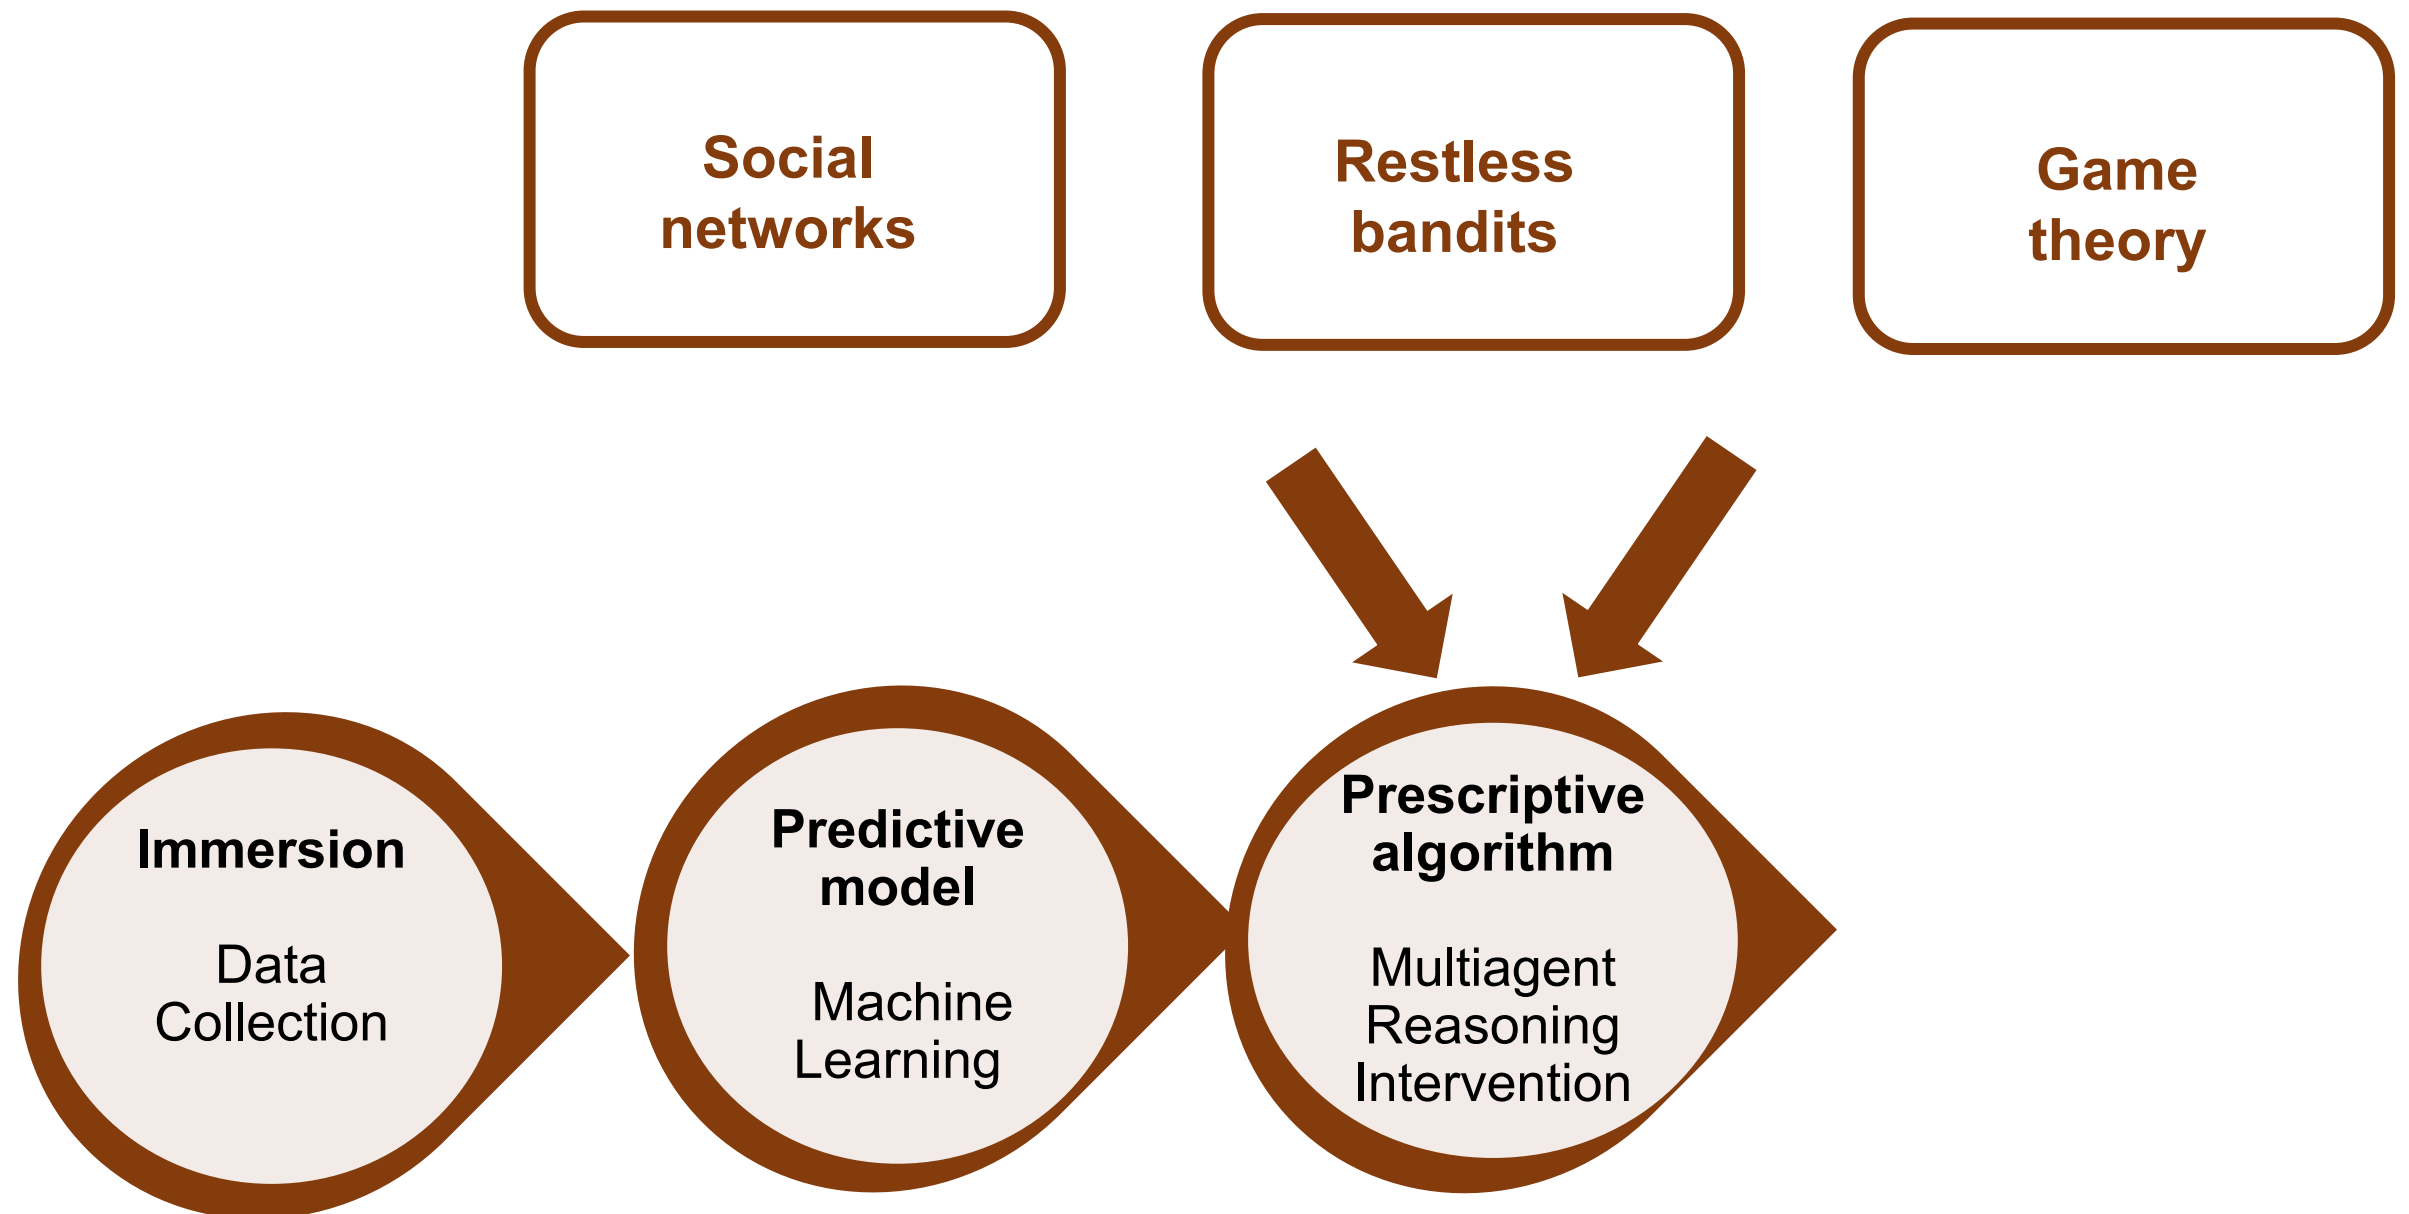 Social
networks
Restless
bandits
Game
theory
Immersion
Data
Collection
Predictive
model
Machine
Learning
Prescriptive
algorithm
Multiagent
Reasoning
Intervention